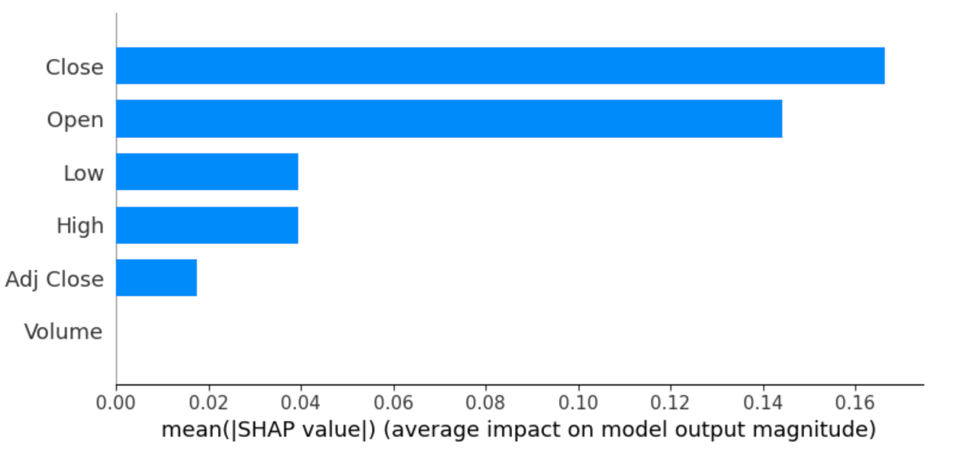 Close
Open
Low
High
Adj Close
Volume
0.00 0.02 0.04 0.06 0.08 0.10 0.12 0.14 0.16
mean(|SHAP value|) (average impact on model output magnitude)